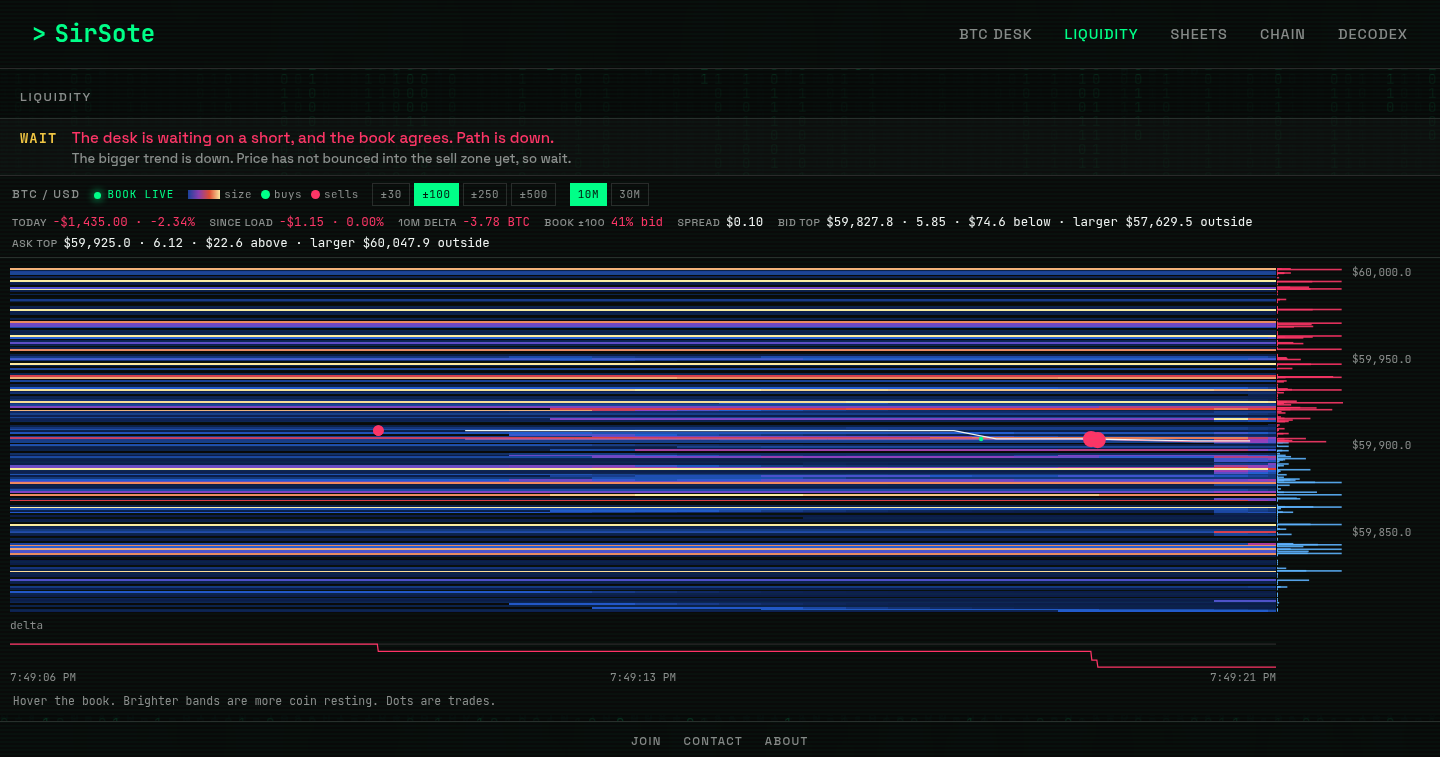 > SirSote
BTC DESK LIQUIDITY SHEETS CHAIN DECODEX
LIQUIDITY
WAIT The desk is waiting on a short, and the book agrees. Path is down.
The bigger trend is down. Price has not bounced into the sell zone yet, so wait.
BTC / USD BOOK LIVE size buys sells ±30 ±100 ±250 ±500 10M 30M
TODAY -$1,435.00 · -2.34% SINCE LOAD -$1.15 · 0.00% 10M DELTA -3.78 BTC BOOK ±100 41% bid SPREAD $0.10 BID TOP $59,827.8 · 5.85 · $74.6 below · larger $57,629.5 outside
ASK TOP $59,925.0 · 6.12 · $22.6 above · larger $60,047.9 outside
$60,000.0
$59,950.0
$59,900.0
$59,850.0
delta
7:49:06 PM 7:49:13 PM 7:49:21 PM
Hover the book. Brighter bands are more coin resting. Dots are trades.
JOIN CONTACT ABOUT